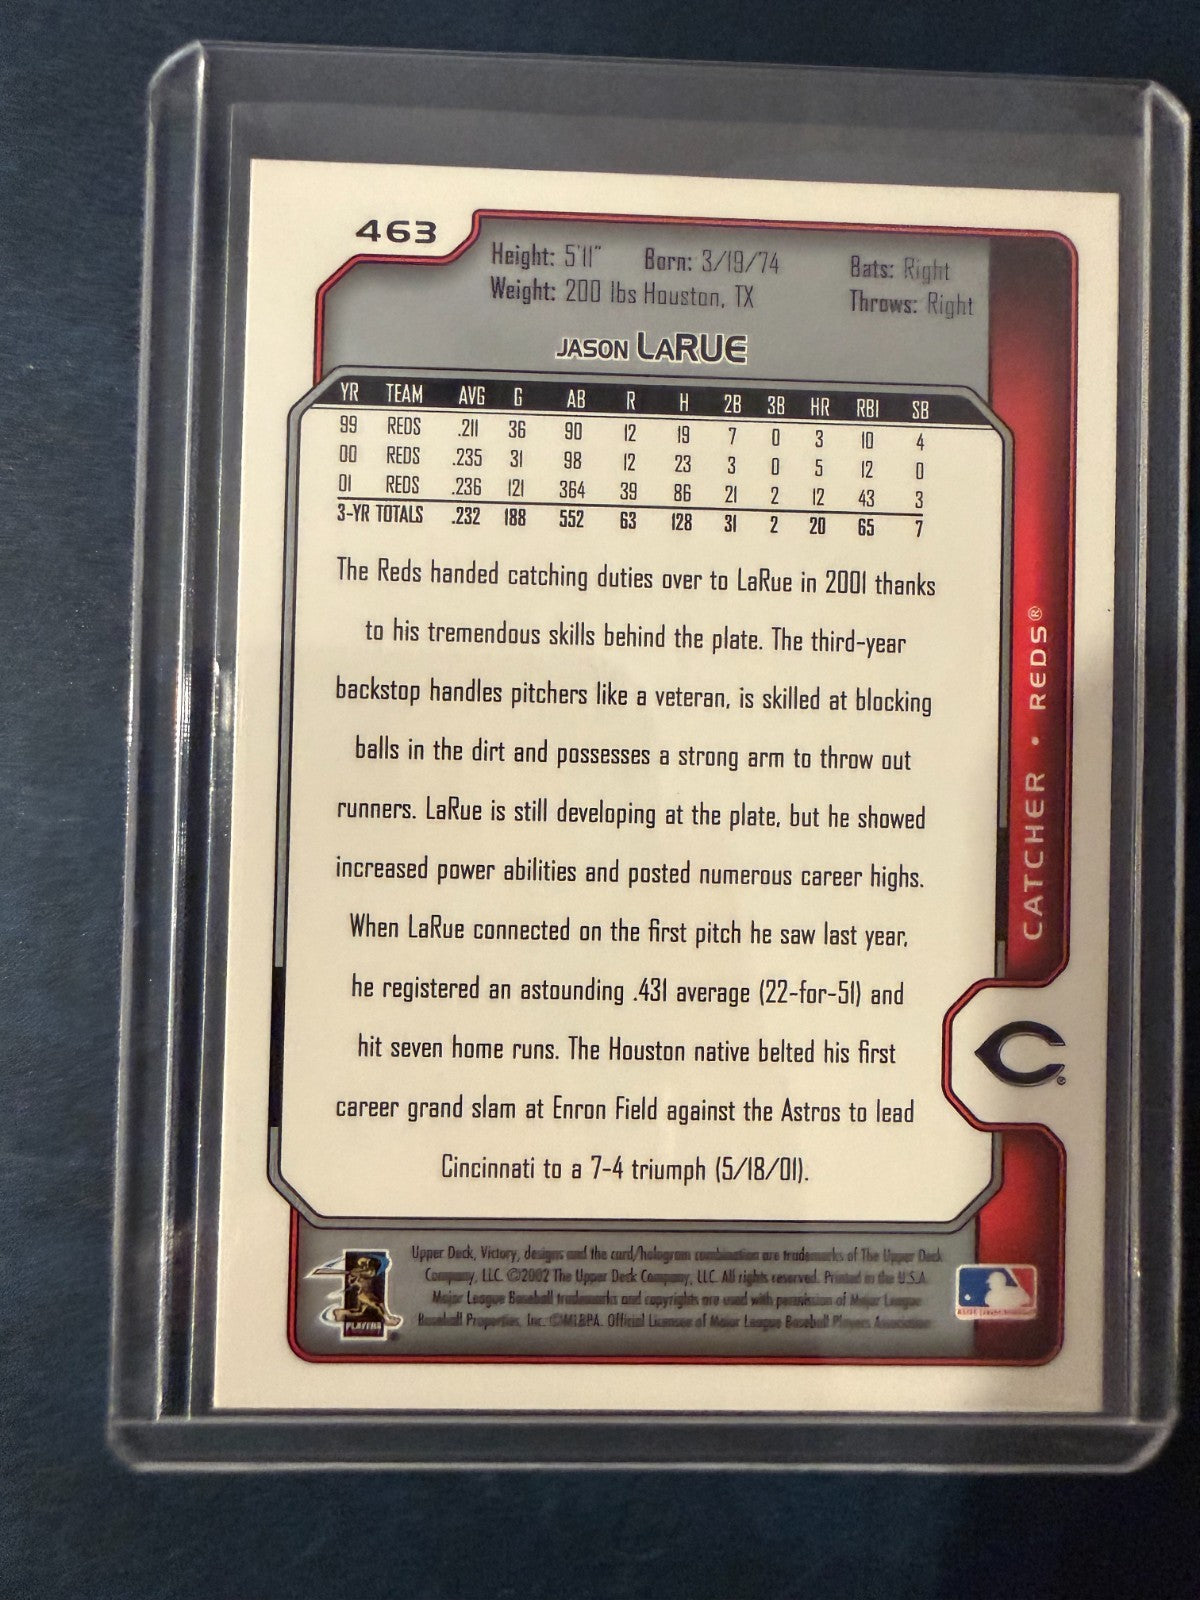 463
Height: 5'11" Born: 3/19/74 Bats: Right
Weight: 200 lbs Houston, TX Throws: Right
JASON LARUE
YR TEAM AVG G AB R H 2B 3B HR RBI SB
99 REDS .211 36 90 12 19 7 0 3 10 4
00 REDS .235 31 98 12 23 3 0 5 12 0
01 REDS .236 121 364 39 86 21 2 12 43 3
3-YR TOTALS .232 188 552 63 128 31 2 20 65 7
The Reds handed catching duties over to LaRue in 2001 thanks
to his tremendous skills behind the plate. The third-year
backstop handles pitchers like a veteran, is skilled at blocking
balls in the dirt and possesses a strong arm to throw out
runners. LaRue is still developing at the plate, but he showed
increased power abilities and posted numerous career highs.
When LaRue connected on the first pitch he saw last year,
he registered an astounding .431 average (22-for-51) and
hit seven home runs. The Houston native belted his first
career grand slam at Enron Field against the Astros to lead
Cincinnati to a 7-4 triumph (5/18/01).
CATCHER • REDS®
C®
Upper Deck, Victory, designs and the card/hologram combination are trademarks of The Upper Deck
Company, LLC. ©2002 The Upper Deck Company, LLC. All rights reserved. Printed in the U.S.A.
Major League Baseball trademarks and copyrights are used with permission of Major League
Baseball Properties, Inc. ©MLBPA. Official Licensee of Major League Baseball Players Association
PLAYERS
®